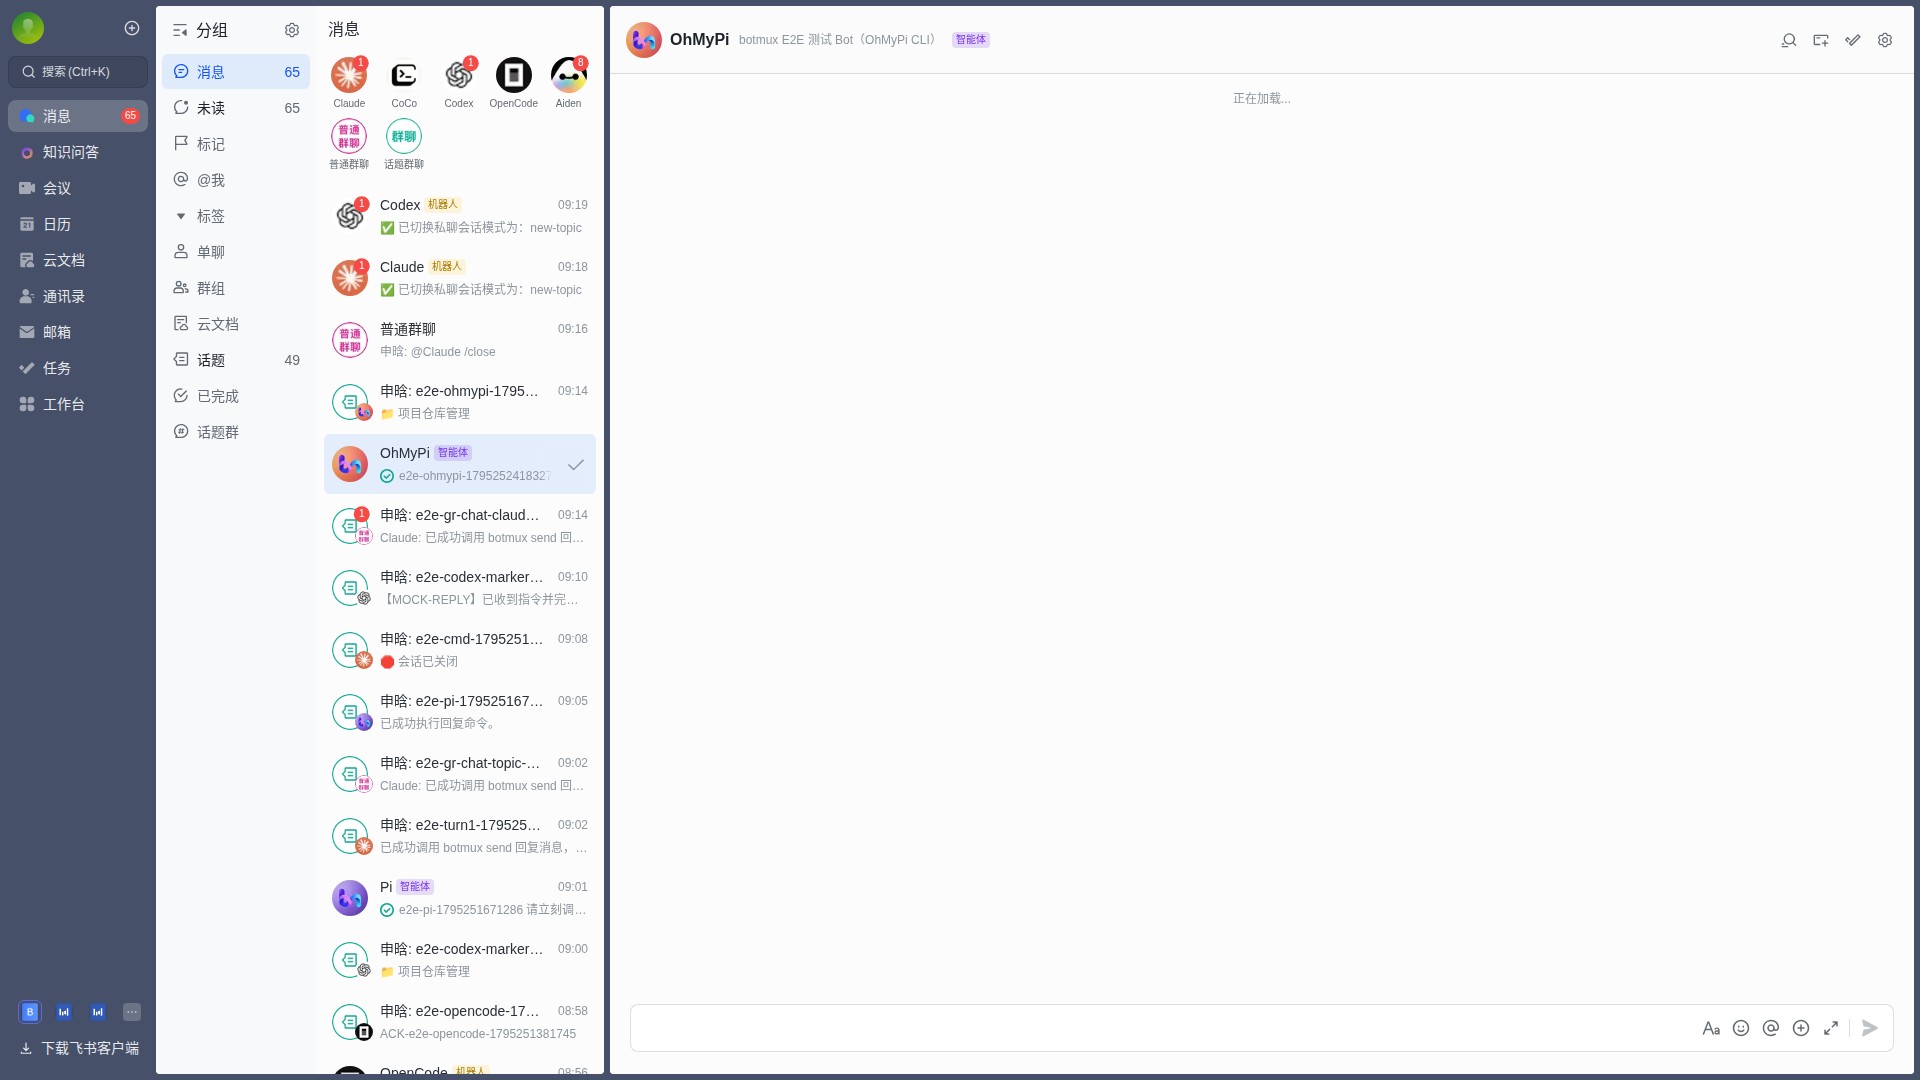 搜索 (Ctrl+K)
消息
65
知识问答
会议
日历
云文档
通讯录
邮箱
任务
工作台
下载飞书客户端
分组
消息
65
未读
65
标记
@我
标签
单聊
群组
云文档
话题
49
已完成
话题群
消息
1
1
8
Claude
CoCo
Codex
OpenCode
Aiden
普通
群聊
群聊
普通群聊
话题群聊
1
Codex 机器人 09:19
✅ 已切换私聊会话模式为：new-topic
1
Claude 机器人 09:18
✅ 已切换私聊会话模式为：new-topic
普通
群聊
普通群聊 09:16
申晗: @Claude /close
申晗: e2e-ohmypi-1795… 09:14
📁 项目仓库管理
OhMyPi 智能体
e2e-ohmypi-1795252418327
1
申晗: e2e-gr-chat-claud… 09:14
Claude: 已成功调用 botmux send 回…
申晗: e2e-codex-marker… 09:10
【MOCK-REPLY】已收到指令并完…
申晗: e2e-cmd-1795251… 09:08
🛑 会话已关闭
申晗: e2e-pi-179525167… 09:05
已成功执行回复命令。
申晗: e2e-gr-chat-topic-… 09:02
Claude: 已成功调用 botmux send 回…
申晗: e2e-turn1-179525… 09:02
已成功调用 botmux send 回复消息，…
Pi 智能体 09:01
e2e-pi-1795251671286 请立刻调…
申晗: e2e-codex-marker… 09:00
📁 项目仓库管理
申晗: e2e-opencode-17… 08:58
ACK-e2e-opencode-1795251381745
OpenCode 机器人 08:56
OhMyPi botmux E2E 测试 Bot（OhMyPi CLI） 智能体
正在加载...
Aa